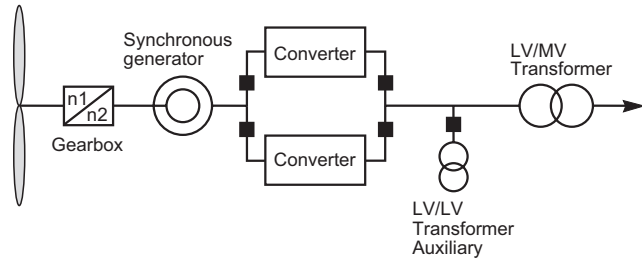 Synchronous
generator
Converter
LV/MV
Transformer
n1
n2
Gearbox
Converter
LV/LV
Transformer
Auxiliary